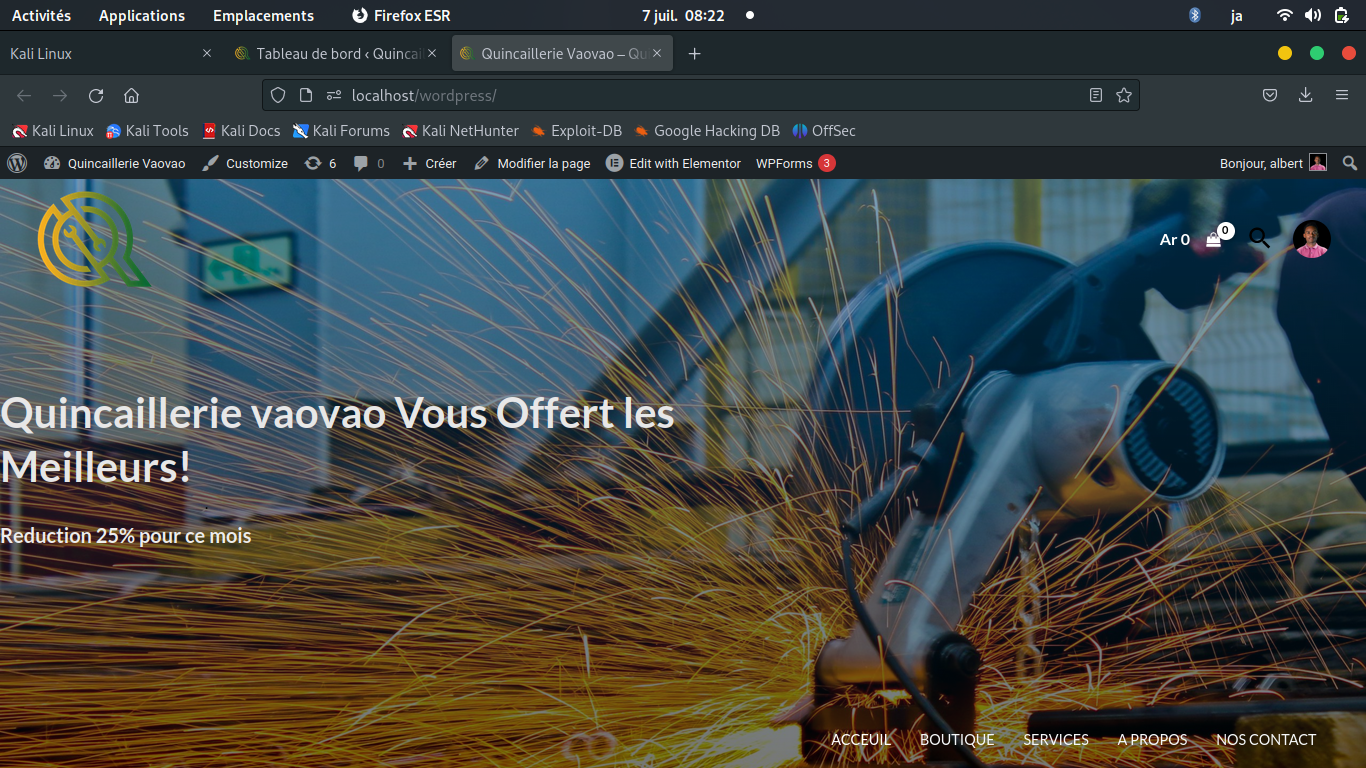 Activités Applications Emplacements Firefox ESR 7 juil. 08:22 ja
Kali Linux Tableau de bord ‹ Quincail Quincaillerie Vaovao – Qu
localhost/wordpress/
Kali Linux Kali Tools Kali Docs Kali Forums Kali NetHunter Exploit-DB Google Hacking DB OffSec
Quincaillerie Vaovao Customize 6 0 Créer Modifier la page Edit with Elementor WPForms 3 Bonjour, albert
Ar 0 0
Quincaillerie vaovao Vous Offert les
Meilleurs!
Reduction 25% pour ce mois
ACCEUIL BOUTIQUE SERVICES A PROPOS NOS CONTACT